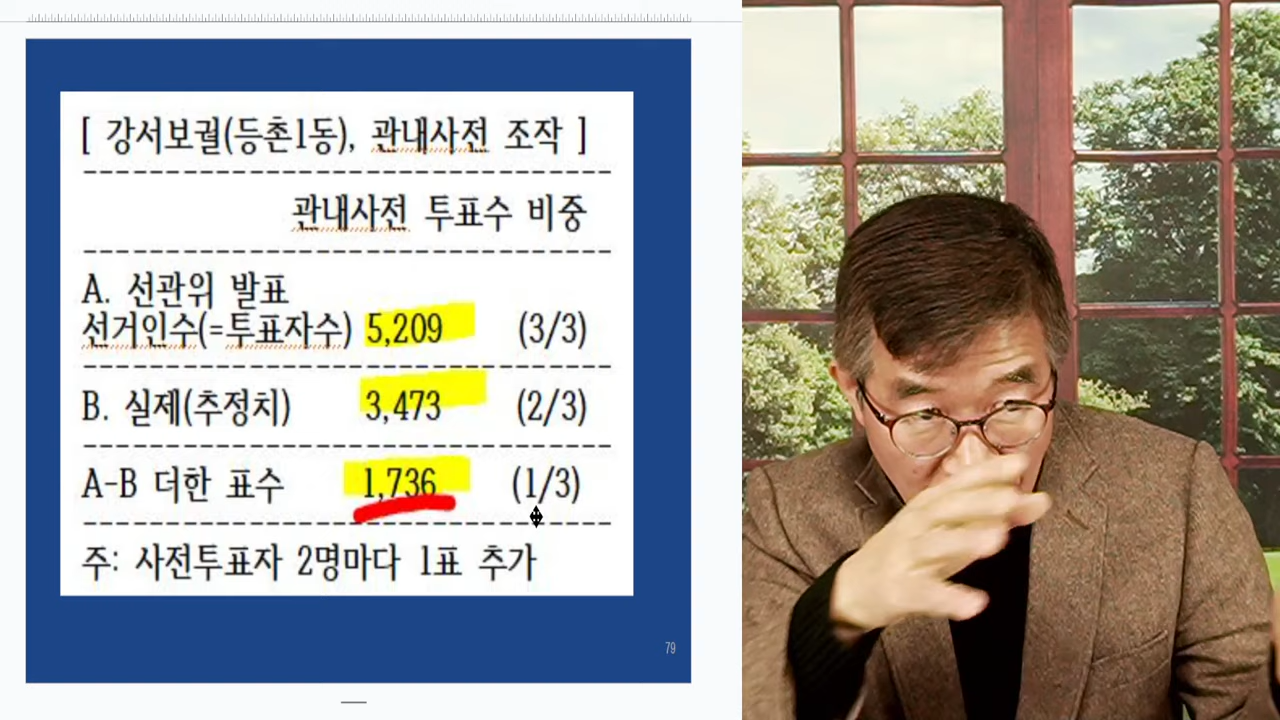 [ 강서보궐(등촌1동), 관내사전 조작 ]
관내사전 투표수 비중
A. 선관위 발표
선거인수(=투표자수) 5,209 (3/3)
B. 실제(추정치) 3,473 (2/3)
A-B 더한 표수 1,736 (1/3)
주: 사전투표자 2명마다 1표 추가
79